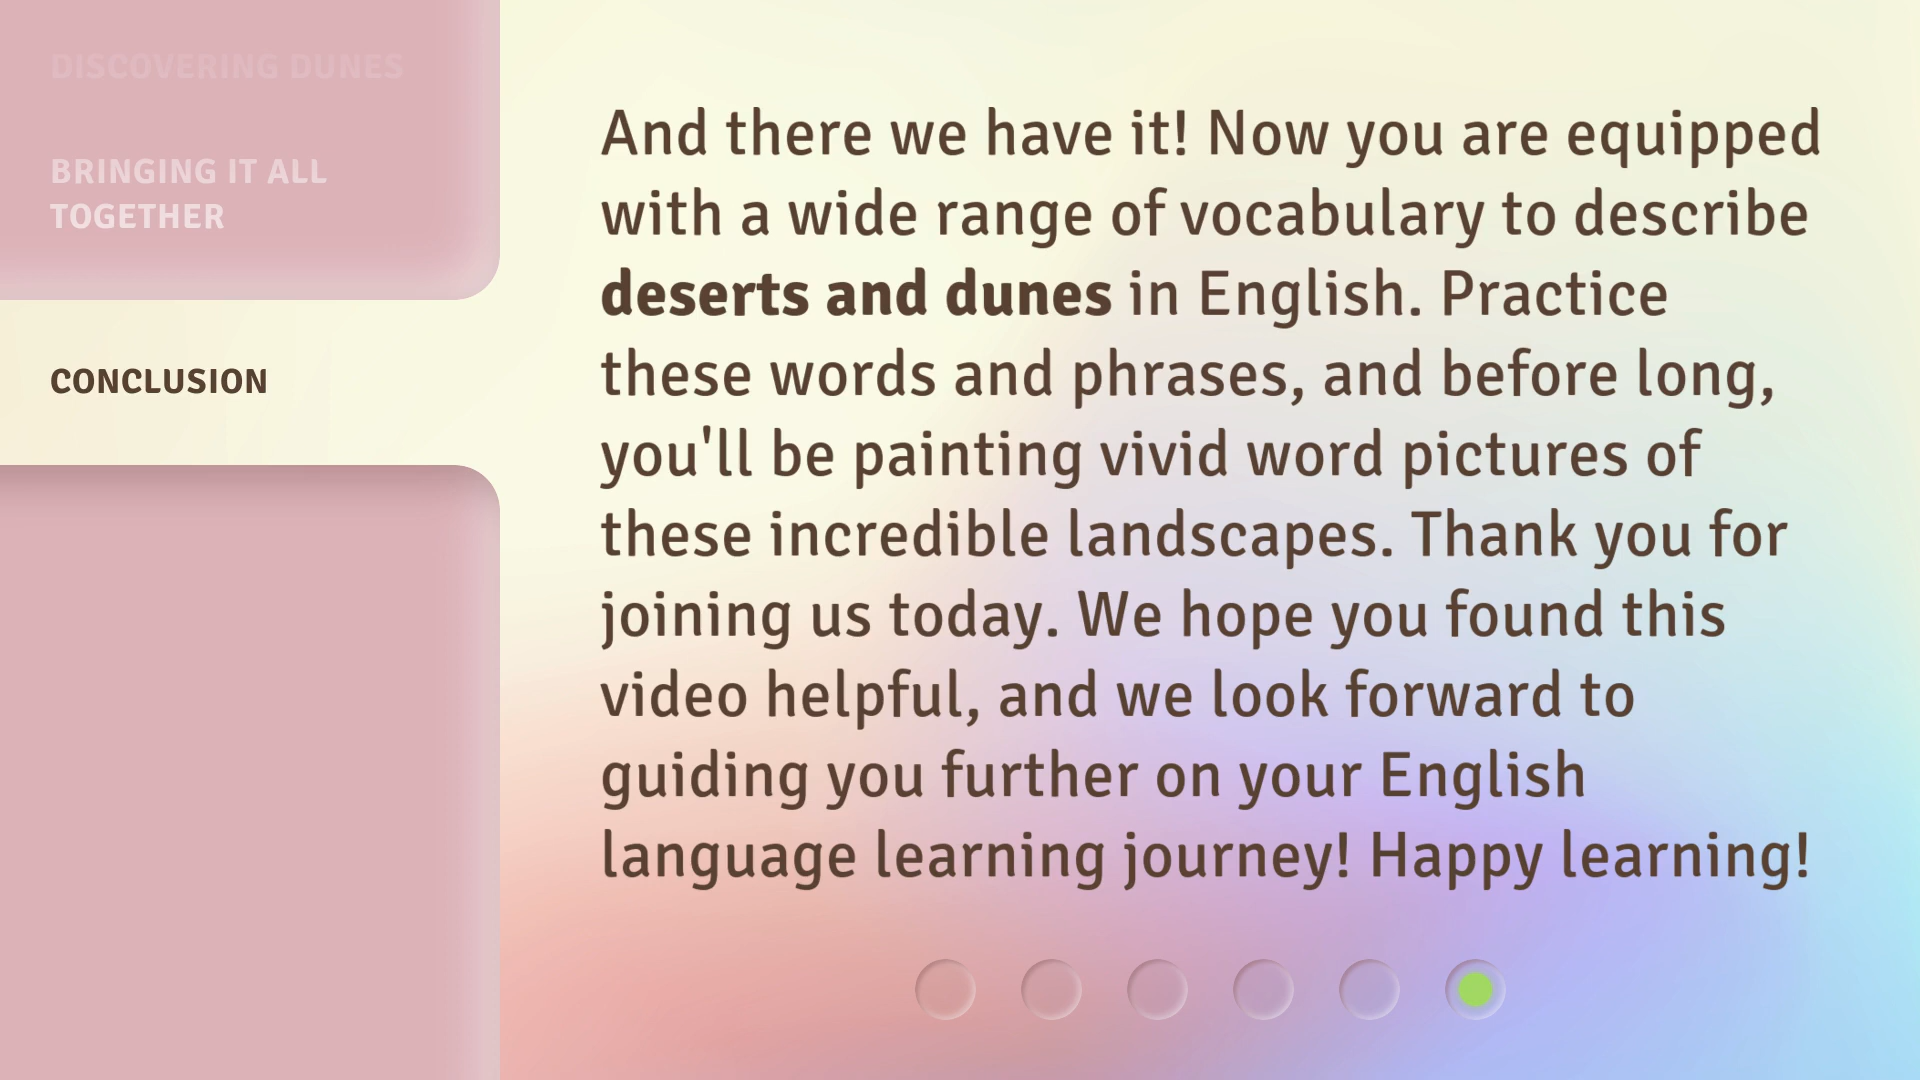 DISCOVERING DUNES
BRINGING IT ALL
TOGETHER
CONCLUSION
And there we have it! Now you are equipped
with a wide range of vocabulary to describe
deserts and dunes in English. Practice
these words and phrases, and before long,
you'll be painting vivid word pictures of
these incredible landscapes. Thank you for
joining us today. We hope you found this
video helpful, and we look forward to
guiding you further on your English
language learning journey! Happy learning!